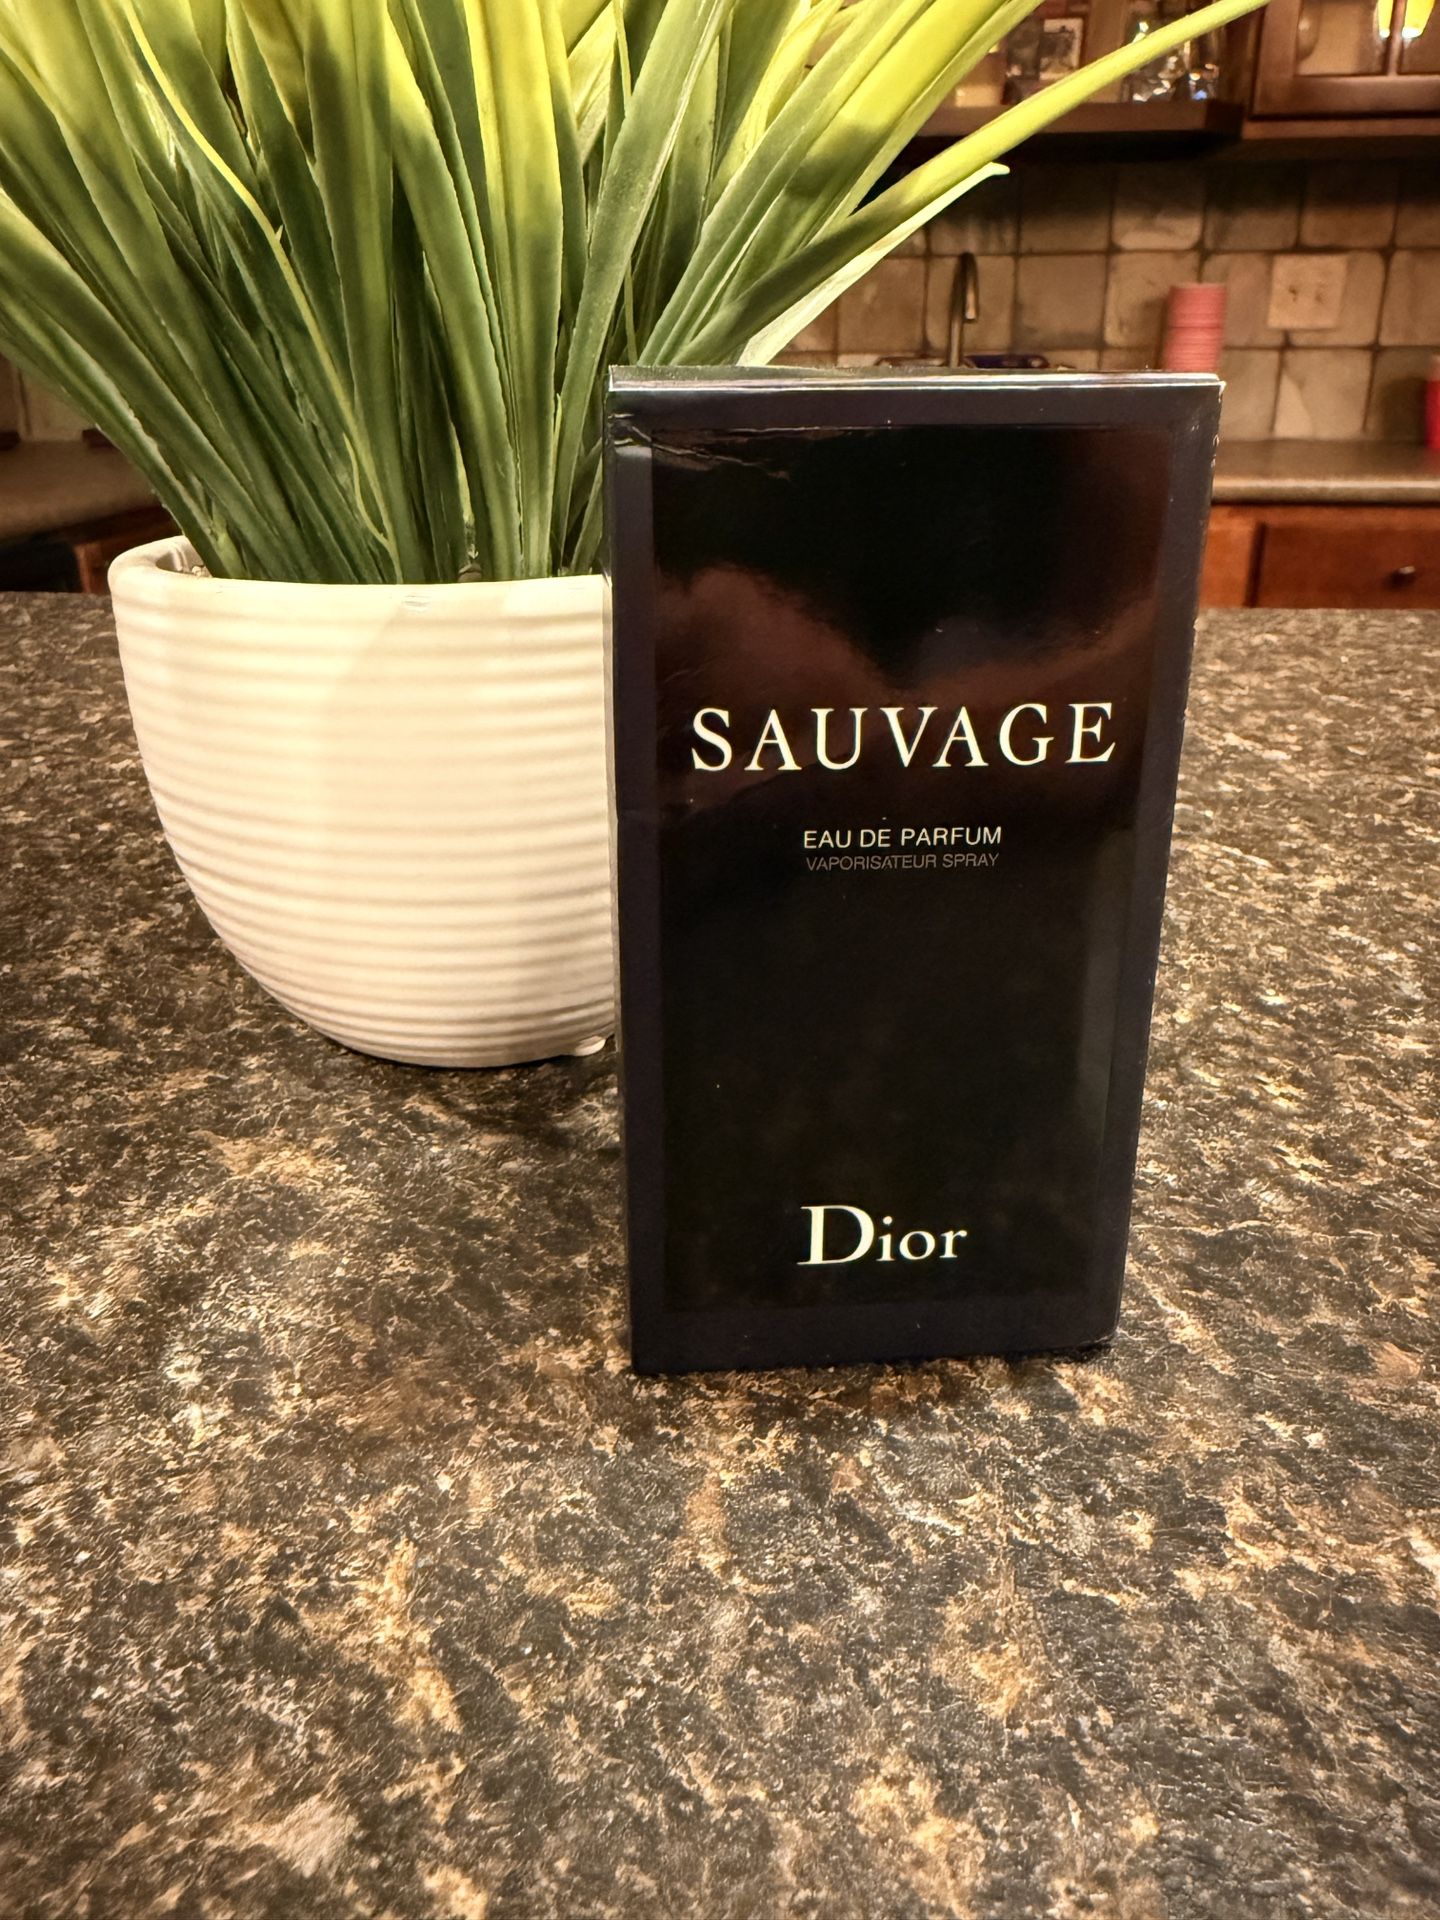 SAUVAGE
EAU DE PARFUM
VAPORISATEUR SPRAY
Dior